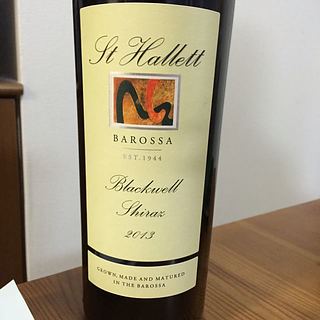 St Hallett
BAROSSA
EST. 1944
Blackwell
Shiraz
2013
GROWN, MADE AND MATURED
IN THE BAROSSA